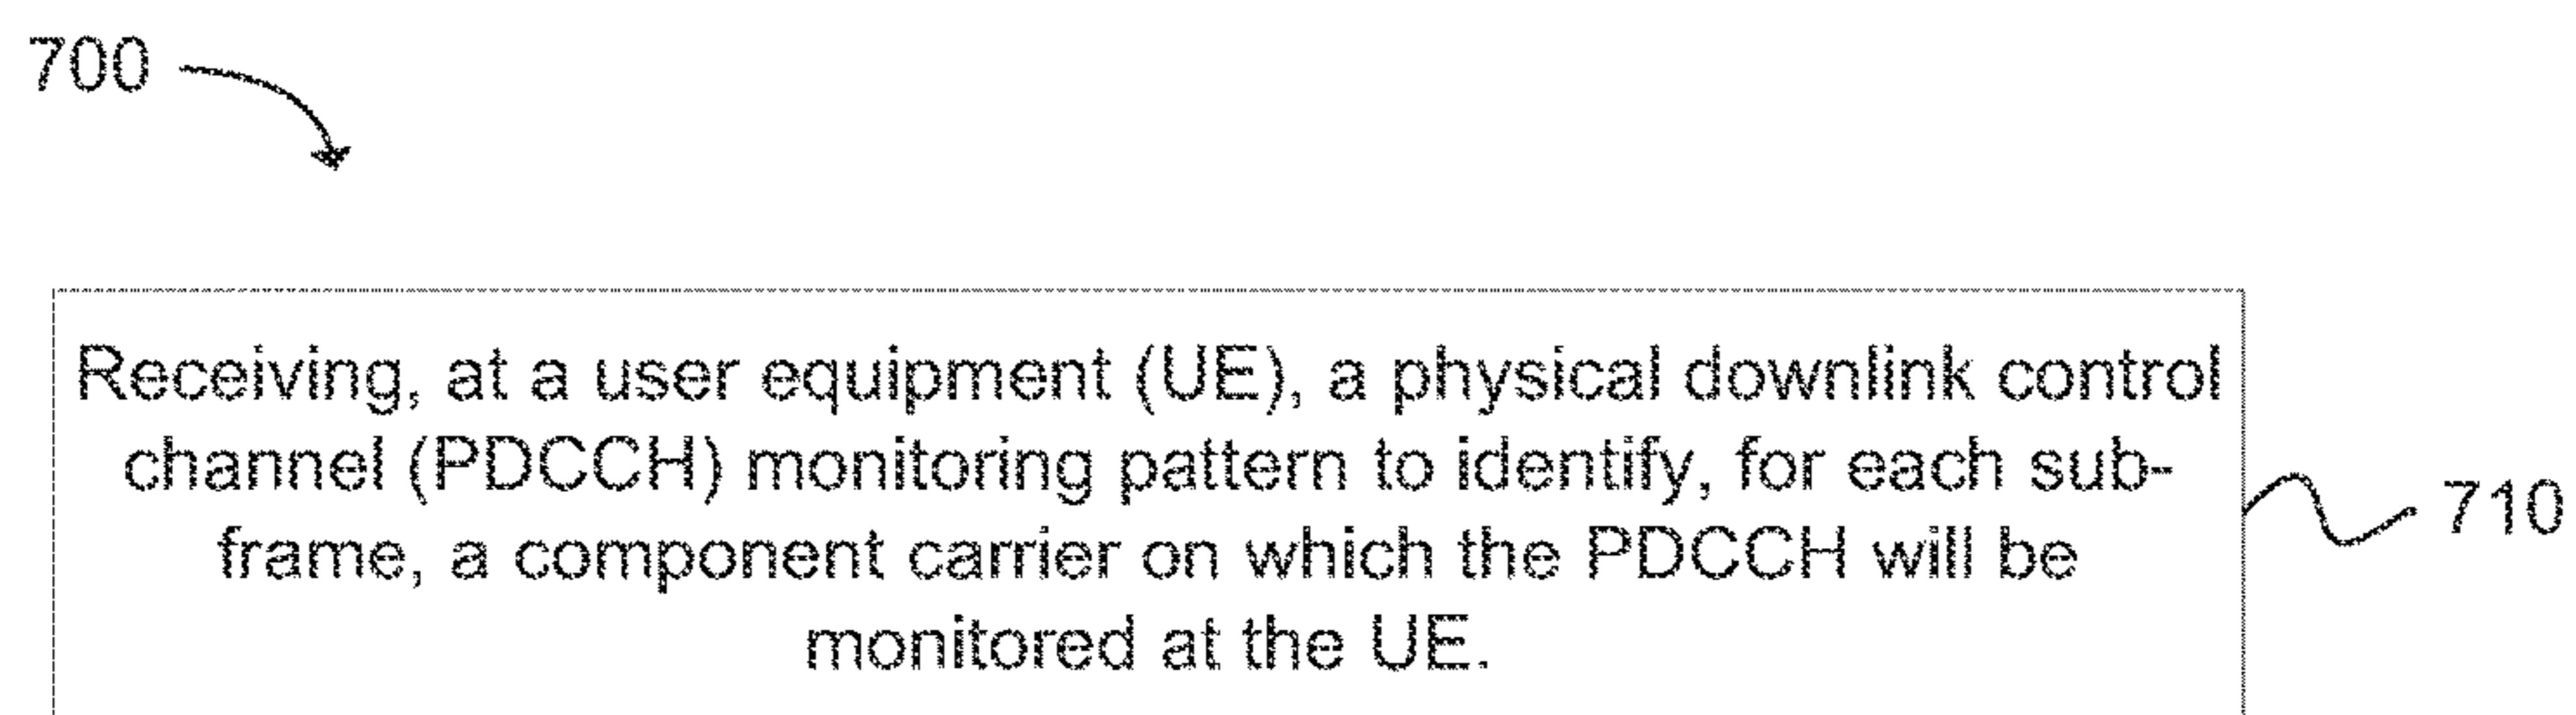 700
Receiving, at a user equipment (UE), a physical downlink control
channel (PDCCH) monitoring pattern to identify, for each sub-
frame, a component carrier on which the PDCCH will be
monitored at the UE.
710